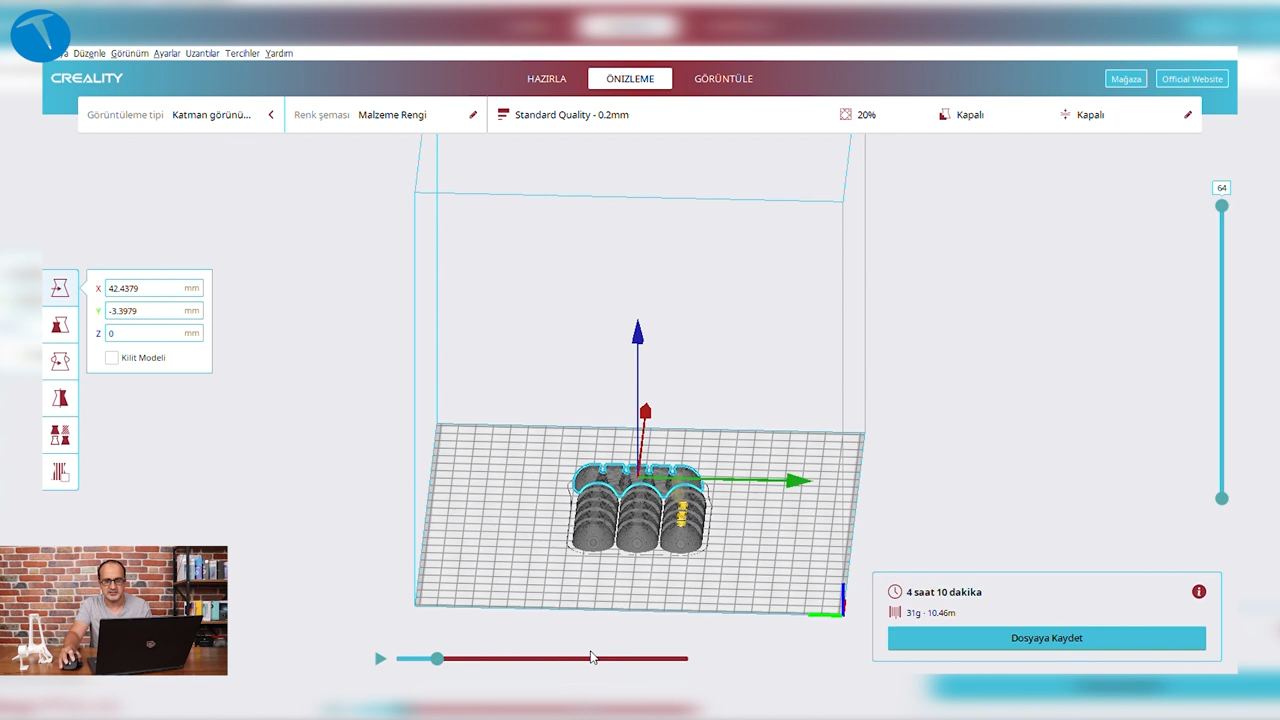 Düzenle Görünüm Ayarlar Uzantılar Tercihler Yardım
CREALITY
HAZIRLA ÖNİZLEME GÖRÜNTÜLE
Mağaza Official Website
Görüntüleme tipi Katman görünü... Renk şeması Malzeme Rengi Standard Quality - 0.2mm 20% Kapalı Kapalı
64
X 42.4379 mm
Y -3.3979 mm
Z 0 mm
Kilit Modeli
4 saat 10 dakika
31g · 10.46m
Dosyaya Kaydet